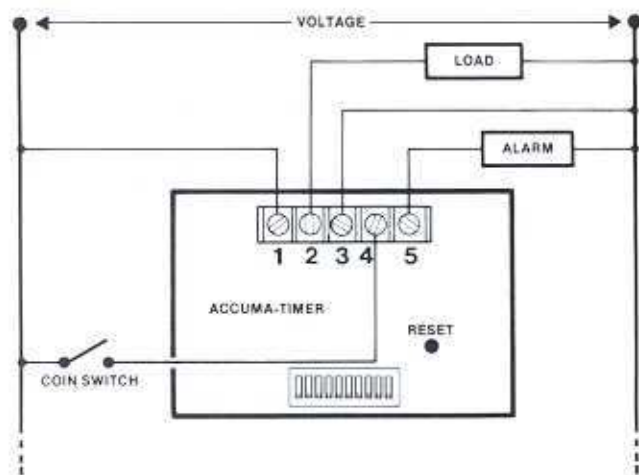 VOLTAGE
LOAD
ALARM
1 2 3 4 5
ACCUMA-TIMER
RESET
COIN SWITCH